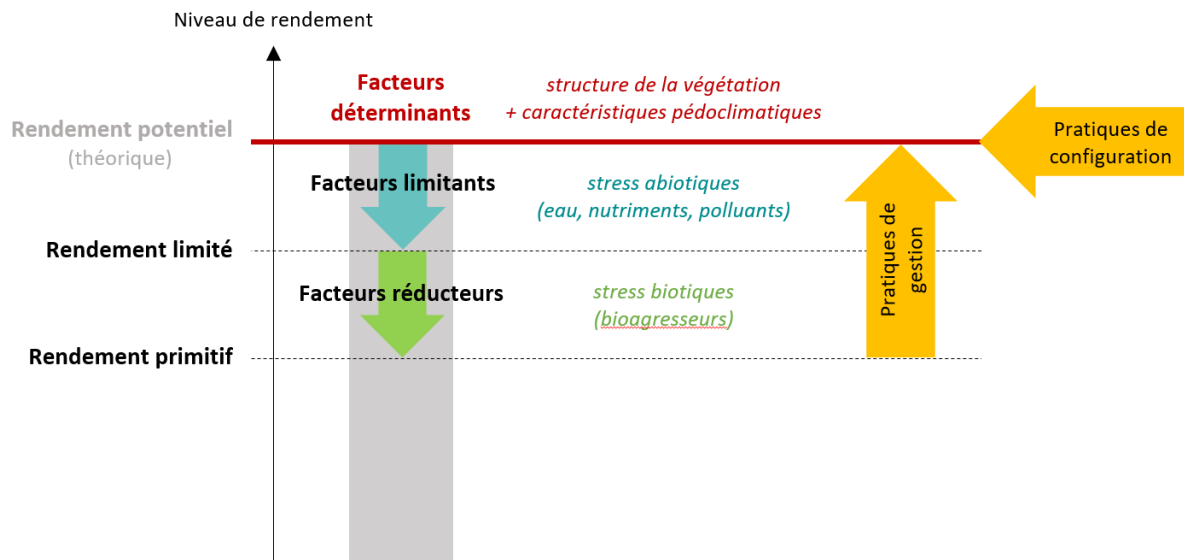 Niveau de rendement
Facteurs
déterminants
structure de la végétation
+ caractéristiques pédoclimatiques
Rendement potentiel
(théorique)
Pratiques de
configuration
Facteurs limitants
stress abiotiques
(eau, nutriments, polluants)
Rendement limité
Pratiques de
gestion
Facteurs réducteurs
stress biotiques
(bioagresseurs)
Rendement primitif